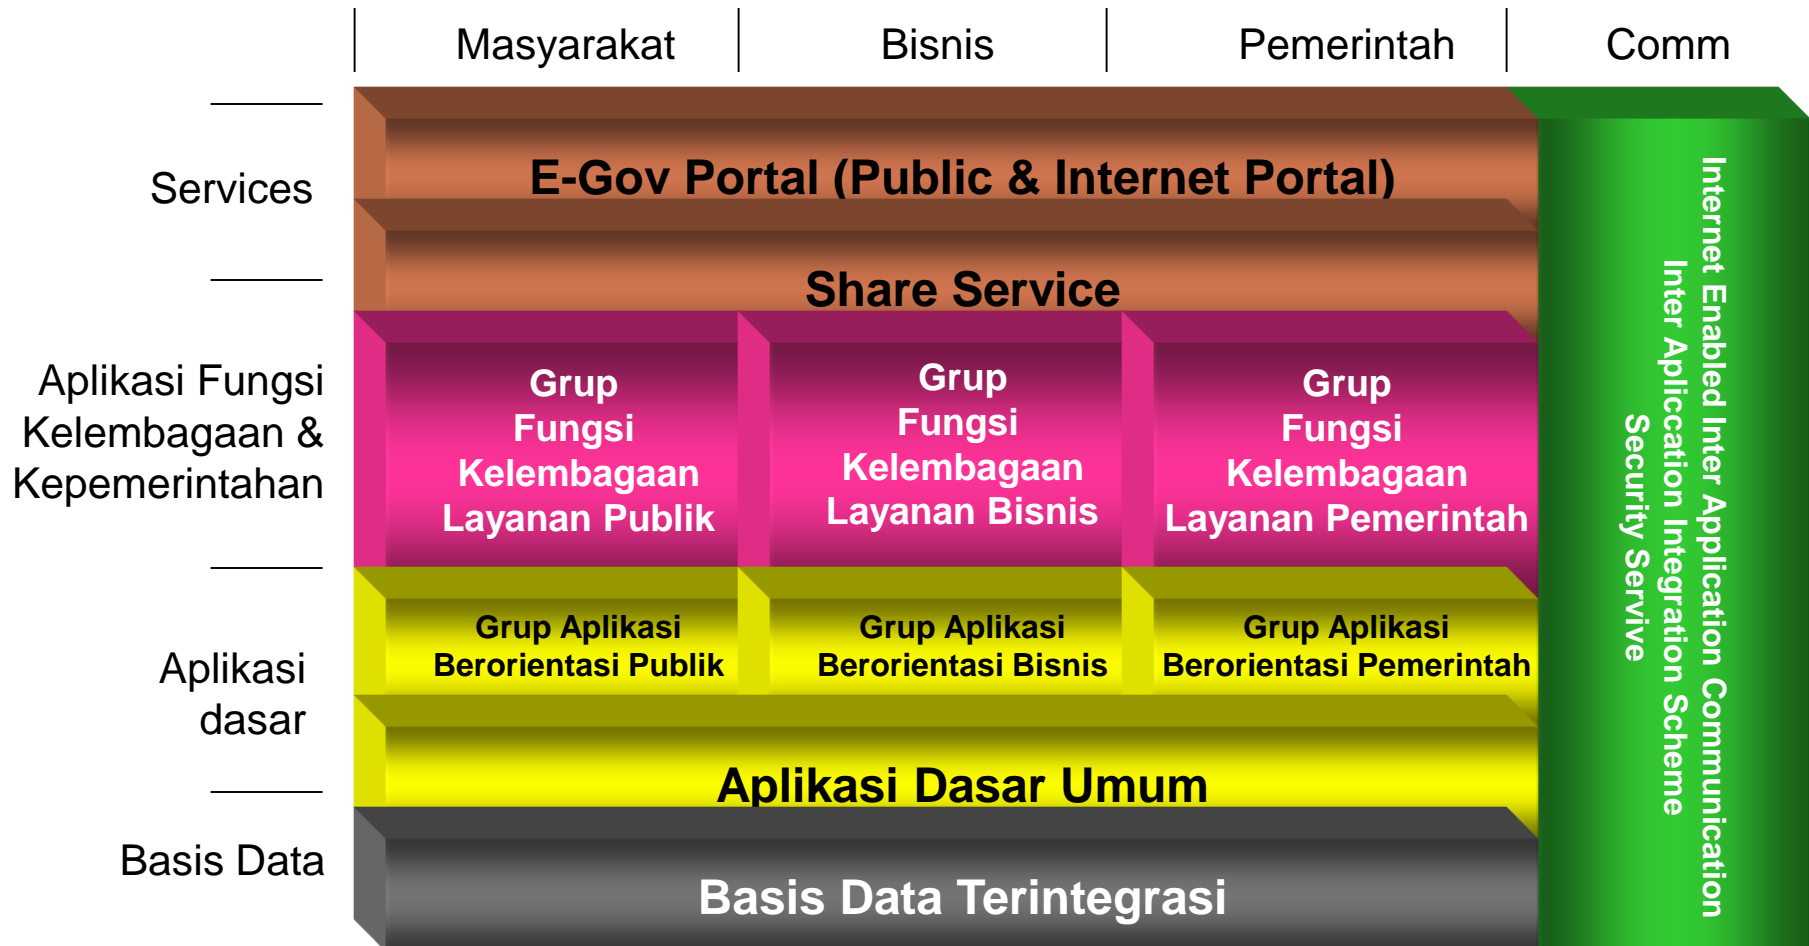 Masyarakat
Bisnis
Pemerintah
Comm
Services
E-Gov Portal (Public & Internet Portal)
Share Service
Aplikasi Fungsi
Kelembagaan &
Kepemerintahan
Grup
Fungsi
Kelembagaan
Layanan Publik
Grup
Fungsi
Kelembagaan
Layanan Bisnis
Grup
Fungsi
Kelembagaan
Layanan Pemerintah
Aplikasi
dasar
Grup Aplikasi
Berorientasi Publik
Grup Aplikasi
Berorientasi Bisnis
Grup Aplikasi
Berorientasi Pemerintah
Aplikasi Dasar Umum
Basis Data
Basis Data Terintegrasi
Internet Enabled Inter Application Communication
Inter Apliccation Integration Scheme
Security Servive